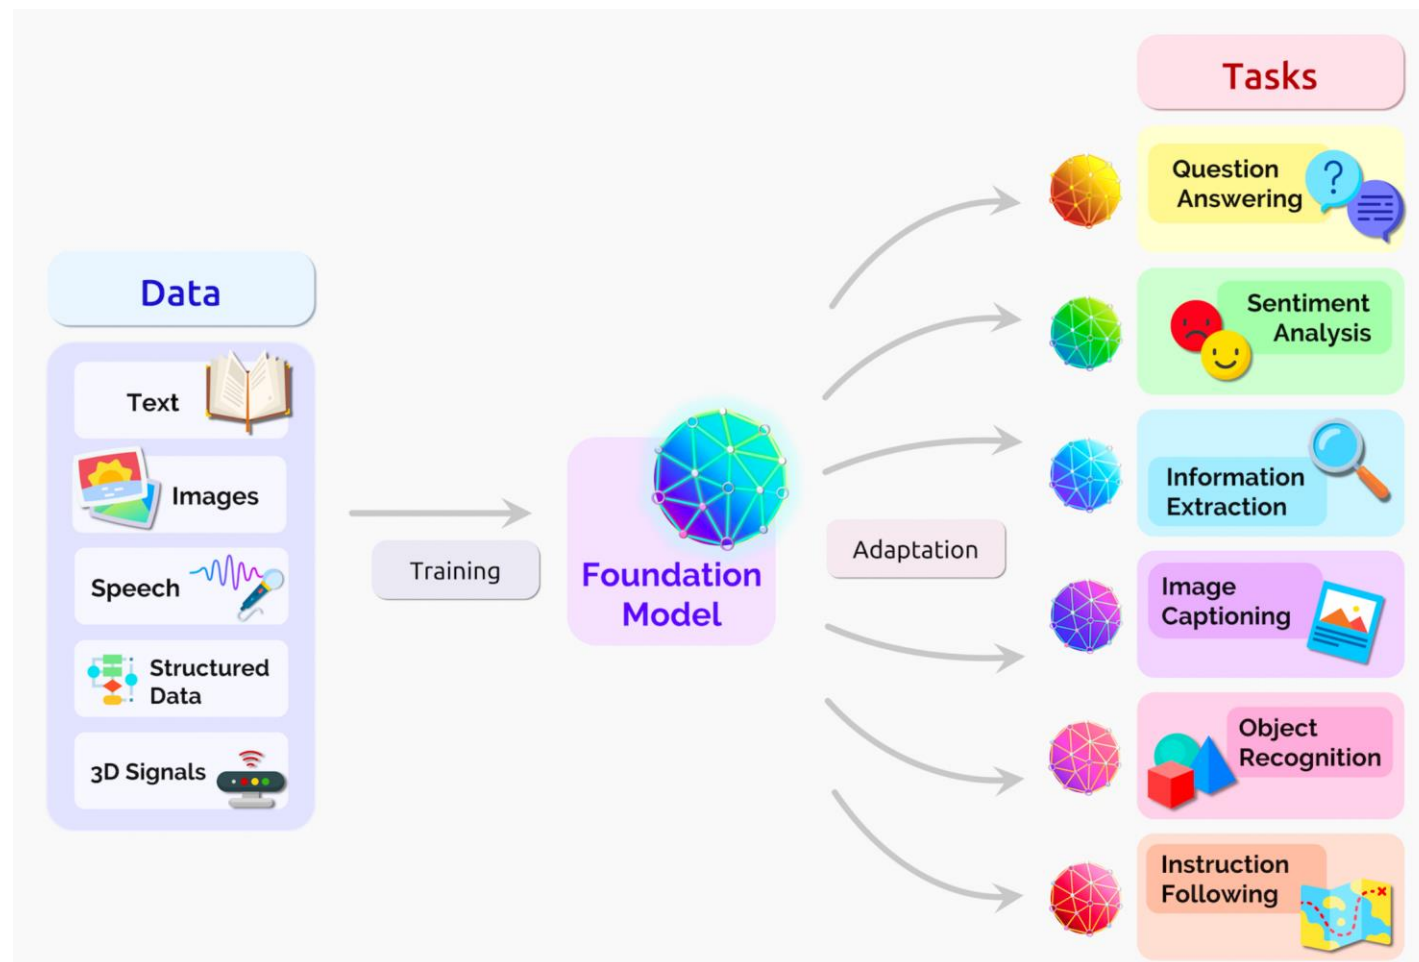 Data
Text
Images
Speech
Structured
Data
3D Signals
Training
Foundation
Model
Adaptation
Tasks
Question
Answering
?
Sentiment
Analysis
Information
Extraction
Image
Captioning
Object
Recognition
Instruction
Following